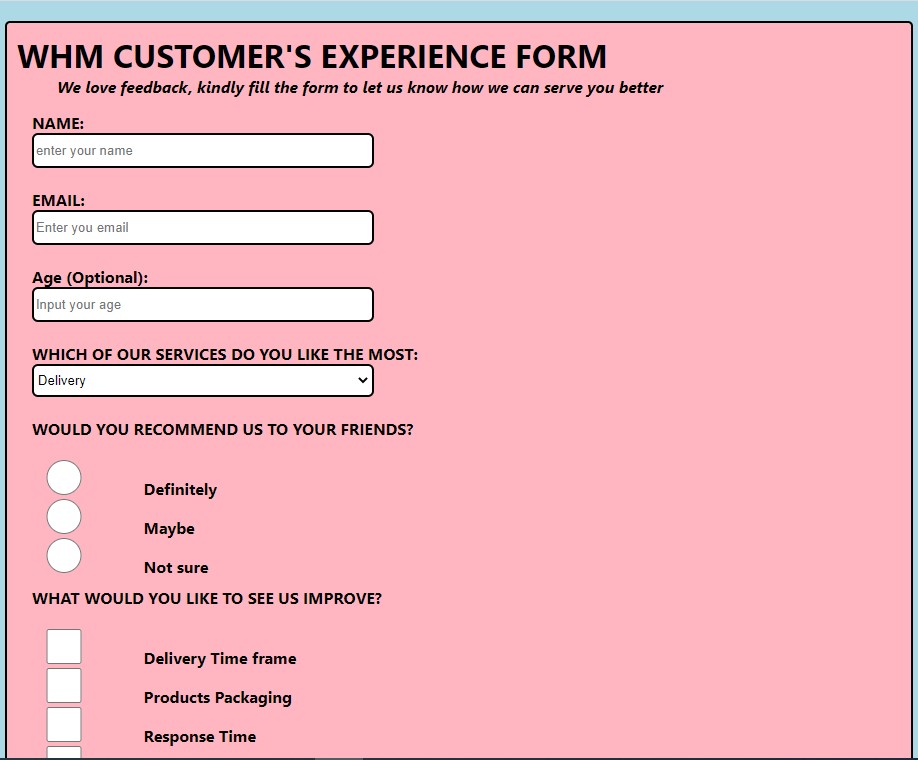 WHM CUSTOMER'S EXPERIENCE FORM
We love feedback, kindly fill the form to let us know how we can serve you better
NAME:
enter your name
EMAIL:
Enter you email
Age (Optional):
Input your age
WHICH OF OUR SERVICES DO YOU LIKE THE MOST:
Delivery
WOULD YOU RECOMMEND US TO YOUR FRIENDS?
Definitely
Maybe
Not sure
WHAT WOULD YOU LIKE TO SEE US IMPROVE?
Delivery Time frame
Products Packaging
Response Time